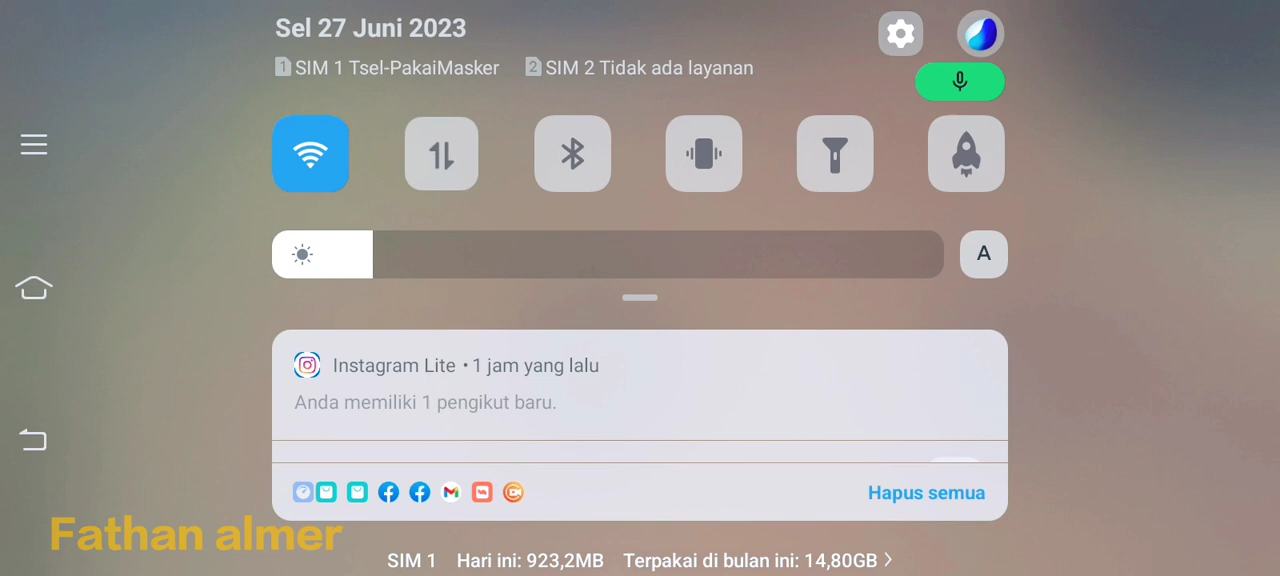 Sel 27 Juni 2023
1 SIM 1 Tsel-PakaiMasker 2 SIM 2 Tidak ada layanan
A
Instagram Lite • 1 jam yang lalu
Anda memiliki 1 pengikut baru.
Hapus semua
Fathan almer
SIM 1 Hari ini: 923,2MB Terpakai di bulan ini: 14,80GB